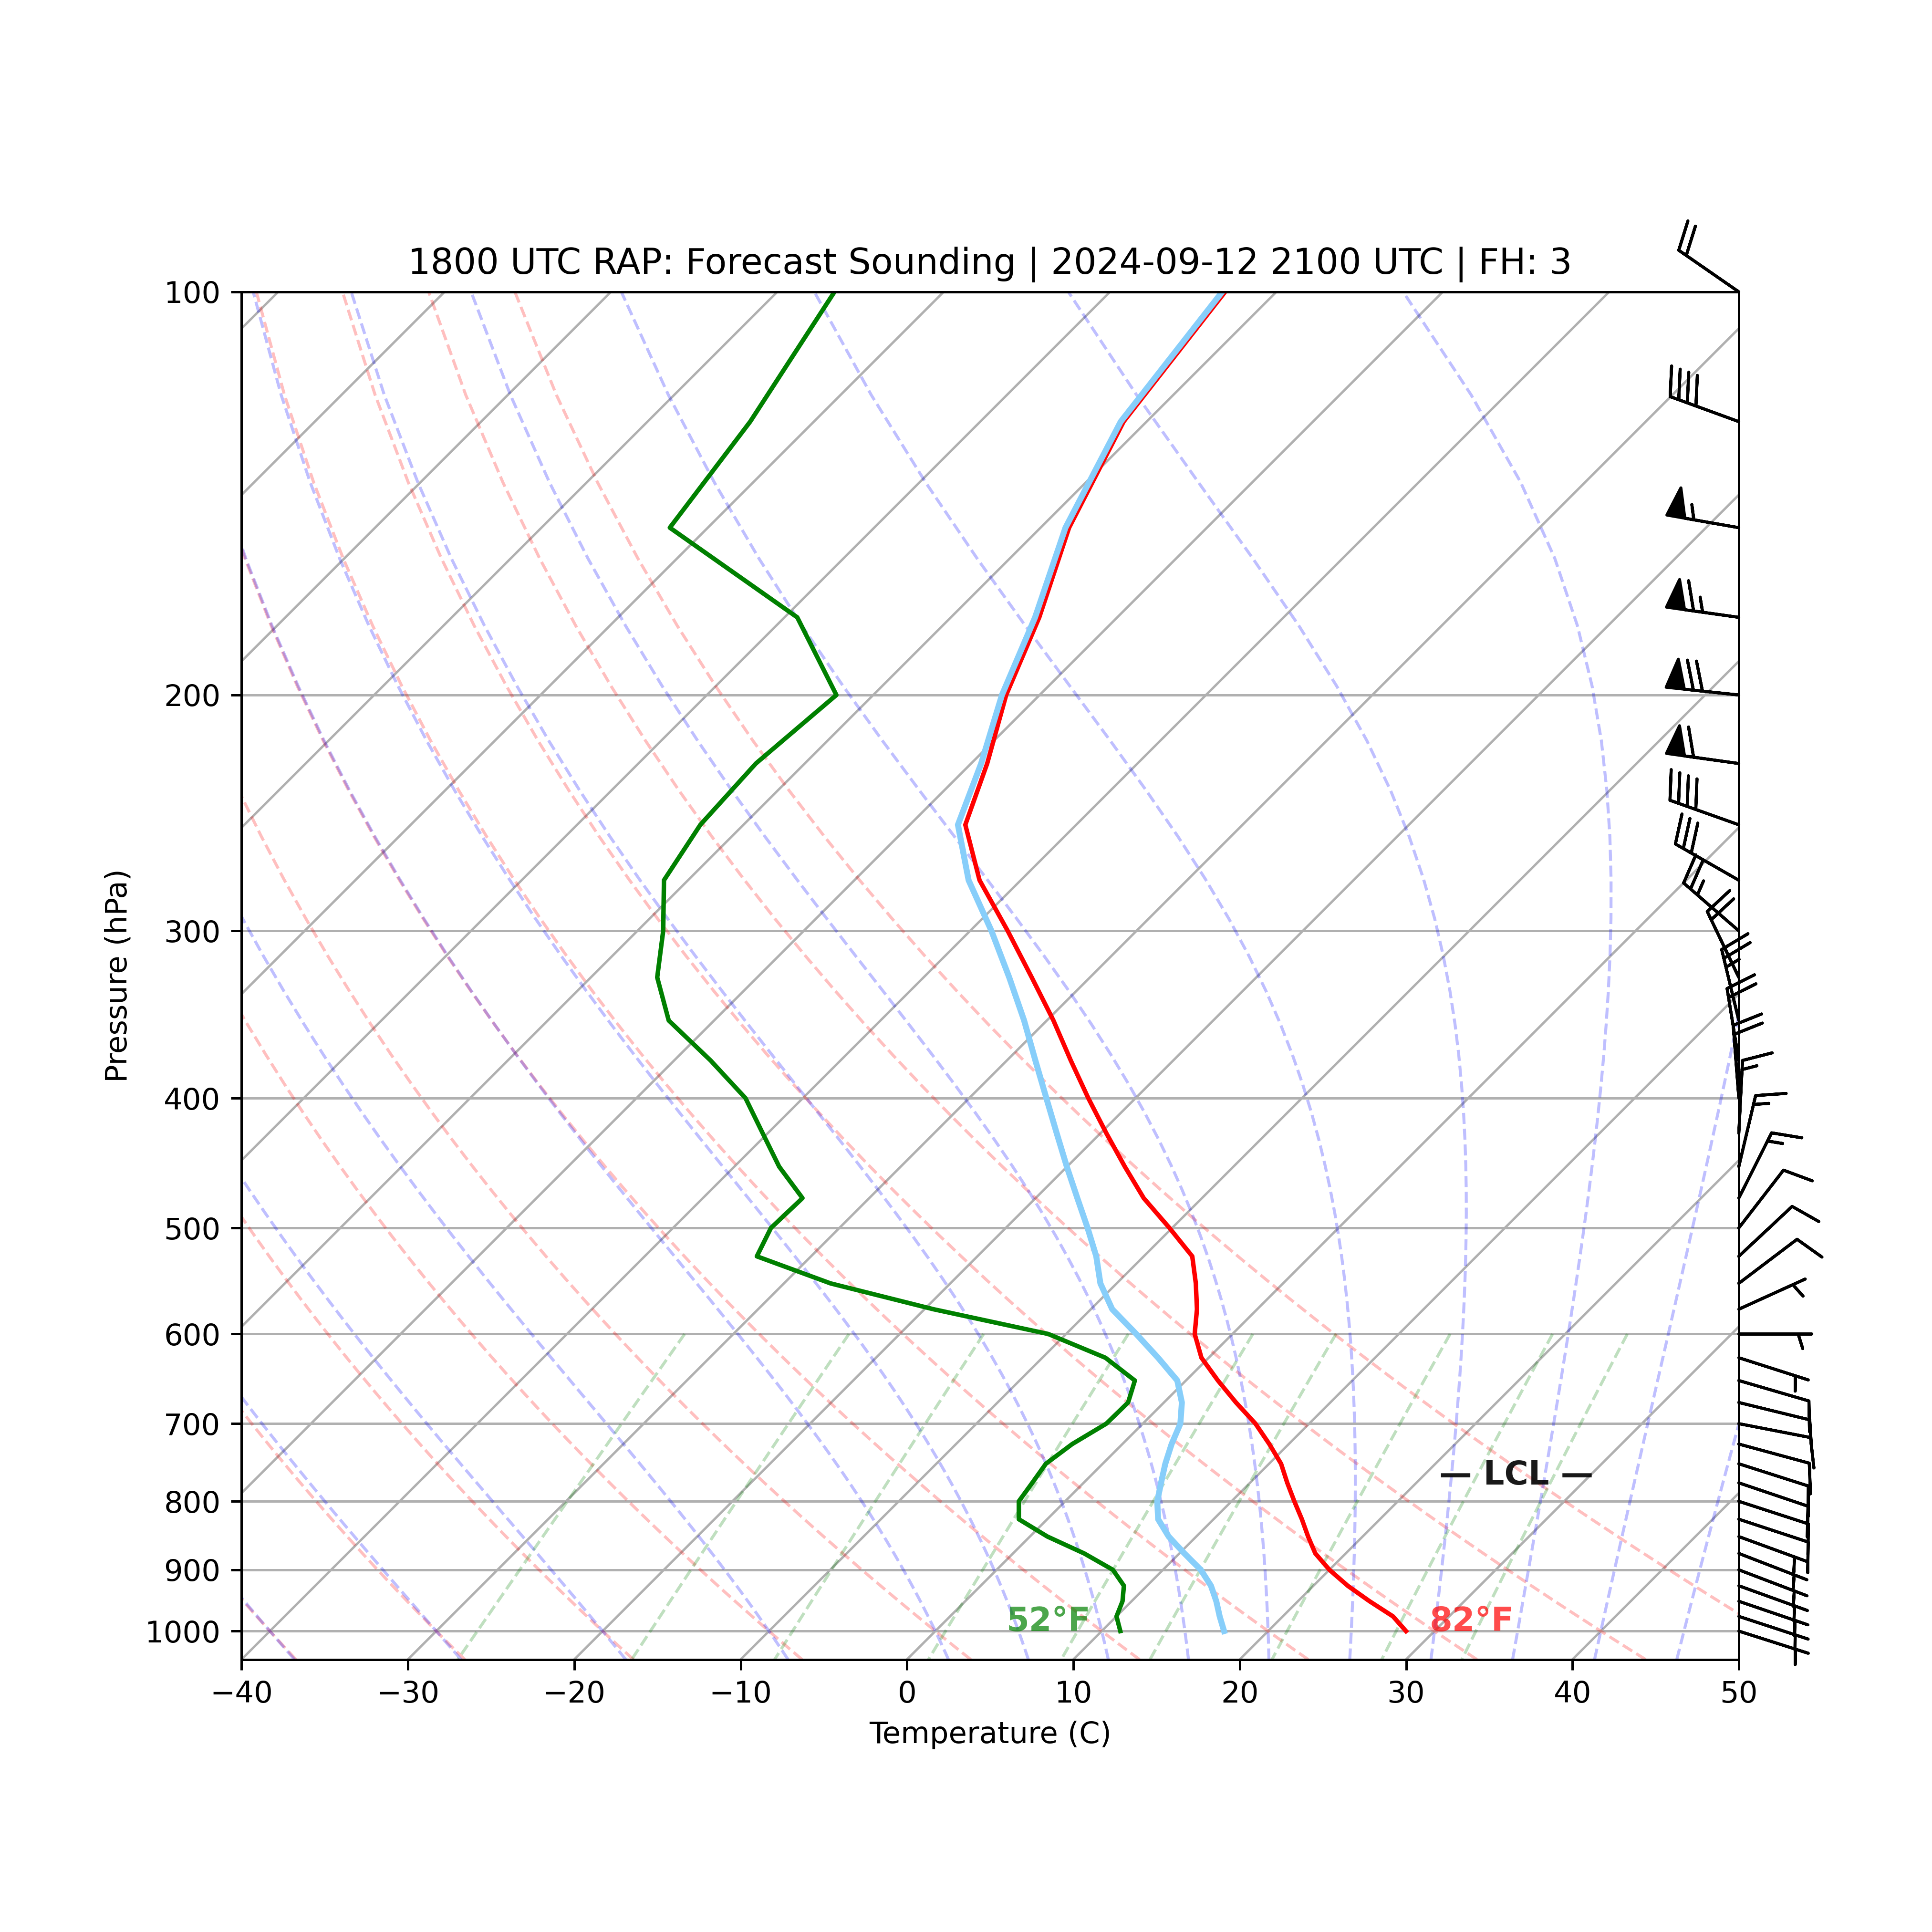 1800 UTC RAP: Forecast Sounding | 2024-09-12 2100 UTC | FH: 3
100
200
300
400
500
600
700
800
900
1000
Pressure (hPa)
— LCL —
52°F
82°F
−40 −30 −20 −10 0 10 20 30 40 50
Temperature (C)